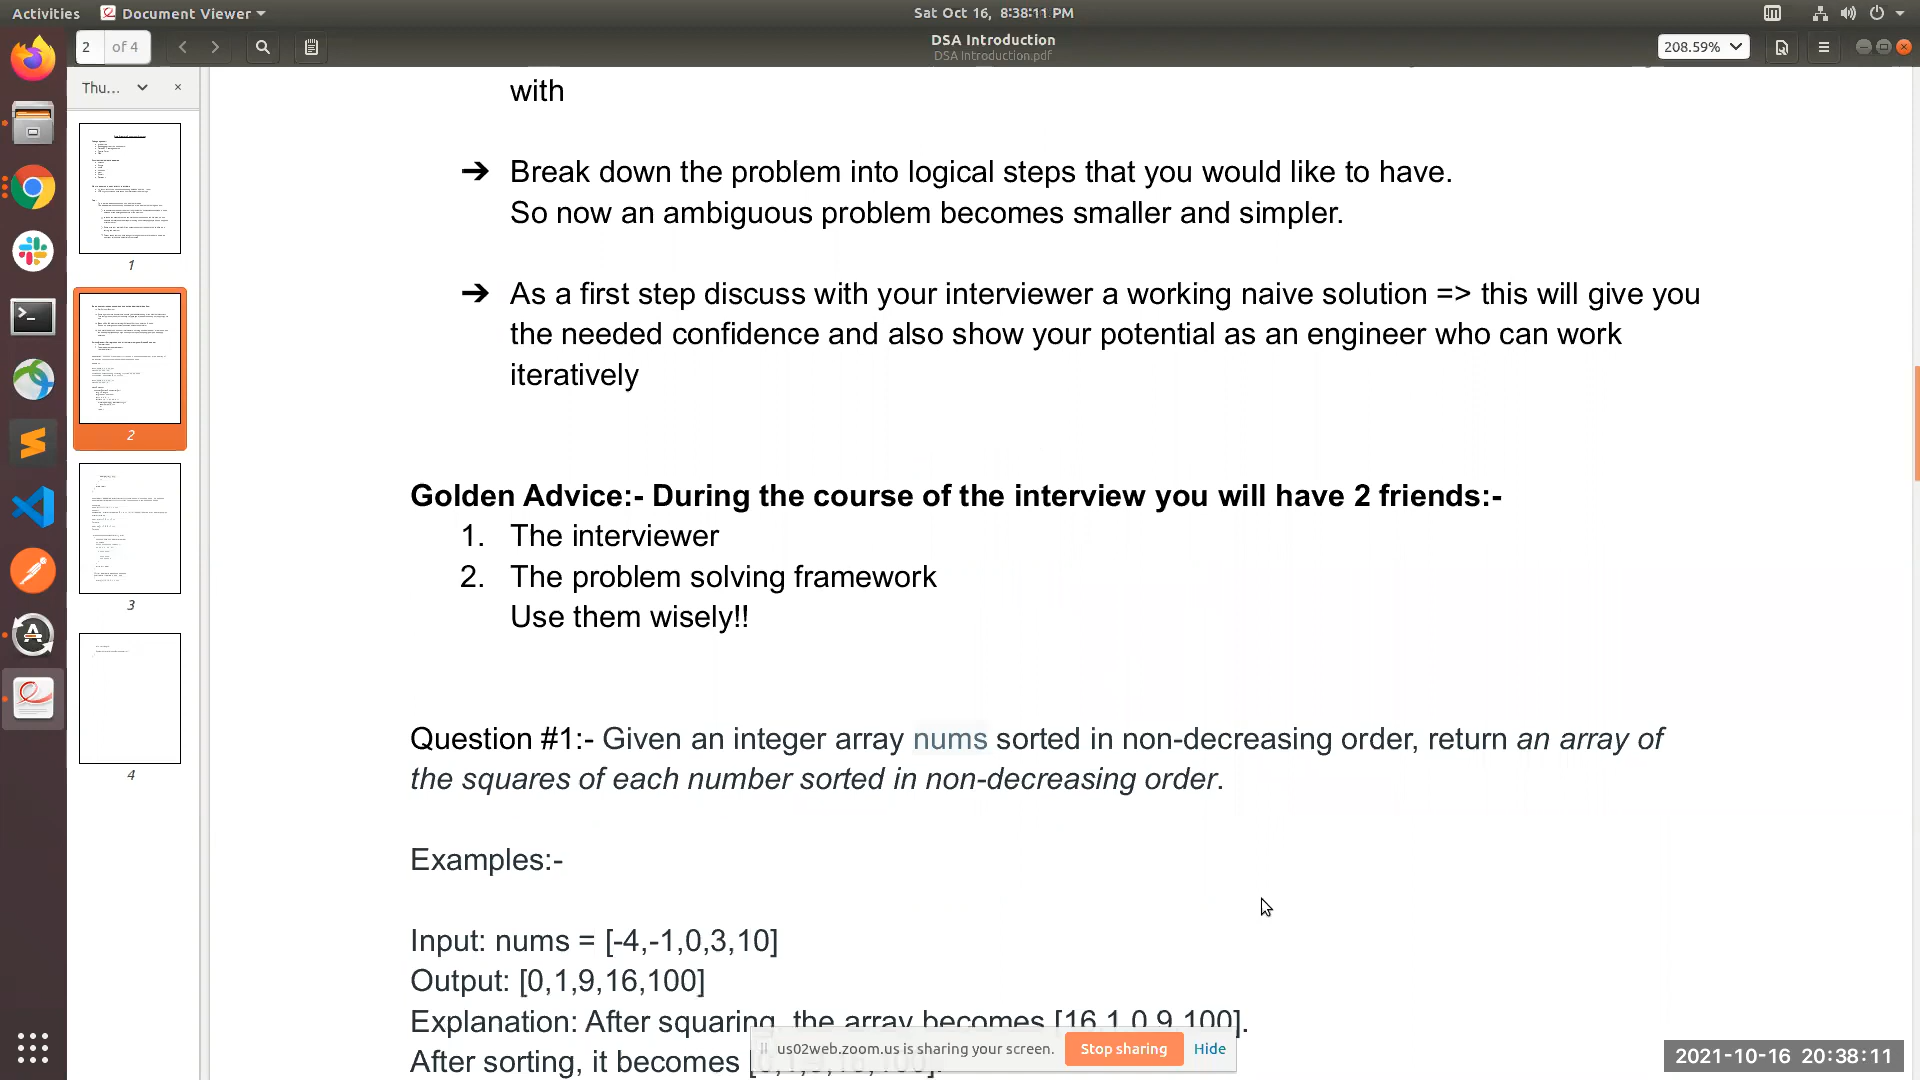 Activities
Document Viewer
Sat Oct 16, 8:38:11 PM
2 of 4
DSA Introduction
DSA Introduction.pdf
208.59%
Thu...
1
2
3
4
with
➔ Break down the problem into logical steps that you would like to have.
So now an ambiguous problem becomes smaller and simpler.
➔ As a first step discuss with your interviewer a working naive solution => this will give you
the needed confidence and also show your potential as an engineer who can work
iteratively
Golden Advice:- During the course of the interview you will have 2 friends:-
1. The interviewer
2. The problem solving framework
Use them wisely!!
Question #1:- Given an integer array nums sorted in non-decreasing order, return an array of
the squares of each number sorted in non-decreasing order.
Examples:-
Input: nums = [-4,-1,0,3,10]
Output: [0,1,9,16,100]
Explanation: After squaring, the array becomes [16,1,0,9,100].
After sorting, it becomes
us02web.zoom.us is sharing your screen.
Stop sharing
Hide
2021-10-16 20:38:11